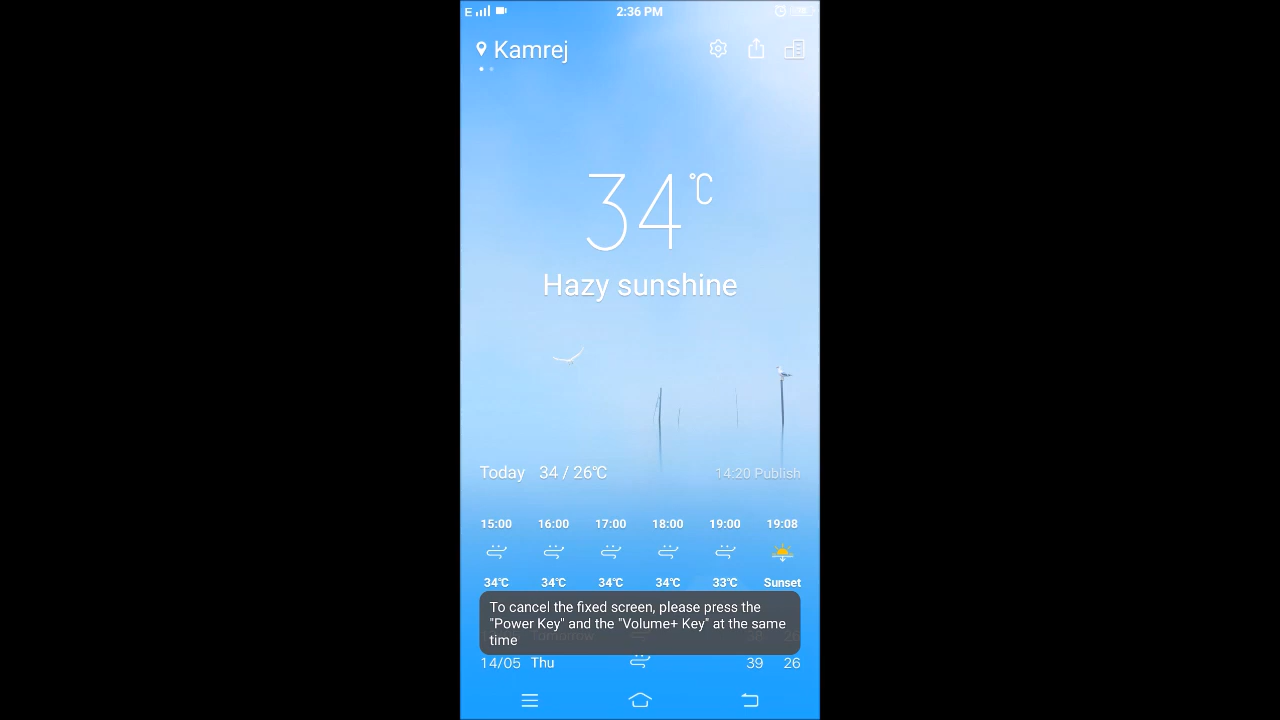 E 2:36 PM
Kamrej
34°C
Hazy sunshine
Today 34 / 26℃ 14:20 Publish
15:00 16:00 17:00 18:00 19:00 19:08
34℃ 34℃ 34℃ 34℃ 33℃ Sunset
To cancel the fixed screen, please press the
"Power Key" and the "Volume+ Key" at the same
time
Tomorrow 26
14/05 Thu 39 26